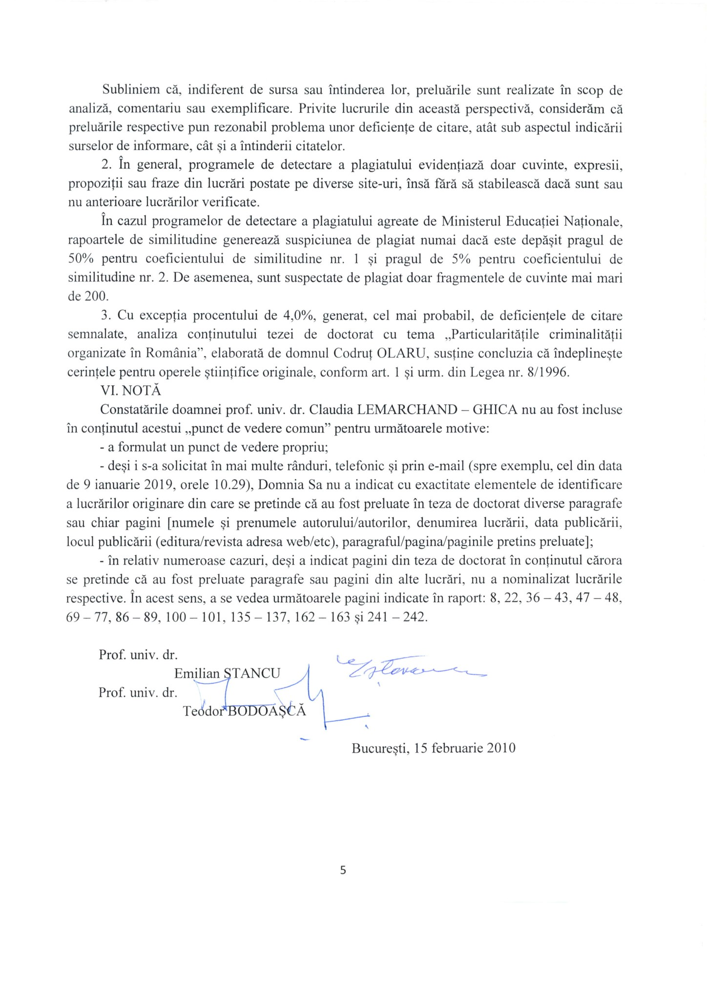 Subliniem că, indiferent de sursa sau întinderea lor, preluările sunt realizate în scop de
analiză, comentariu sau exemplificare. Privite lucrurile din această perspectivă, considerăm că
preluările respective pun rezonabil problema unor deficiențe de citare, atât sub aspectul indicării
surselor de informare, cât și a întinderii citatelor.
2. În general, programele de detectare a plagiatului evidențiază doar cuvinte, expresii,
propoziții sau fraze din lucrări postate pe diverse site-uri, însă fără să stabilească dacă sunt sau
nu anterioare lucrărilor verificate.
În cazul programelor de detectare a plagiatului agreate de Ministerul Educației Naționale,
rapoartele de similitudine generează suspiciunea de plagiat numai dacă este depășit pragul de
50% pentru coeficientului de similitudine nr. 1 și pragul de 5% pentru coeficientului de
similitudine nr. 2. De asemenea, sunt suspectate de plagiat doar fragmentele de cuvinte mai mari
de 200.
3. Cu excepția procentului de 4,0%, generat, cel mai probabil, de deficiențele de citare
semnalate, analiza conținutului tezei de doctorat cu tema „Particularitățile criminalității
organizate în România”, elaborată de domnul Codruț OLARU, susține concluzia că îndeplinește
cerințele pentru operele științifice originale, conform art. 1 și urm. din Legea nr. 8/1996.
VI. NOTĂ
Constatările doamnei prof. univ. dr. Claudia LEMARCHAND – GHICA nu au fost incluse
în conținutul acestui „punct de vedere comun” pentru următoarele motive:
- a formulat un punct de vedere propriu;
- deși i s-a solicitat în mai multe rânduri, telefonic și prin e-mail (spre exemplu, cel din data
de 9 ianuarie 2019, orele 10.29), Domnia Sa nu a indicat cu exactitate elementele de identificare
a lucrărilor originare din care se pretinde că au fost preluate în teza de doctorat diverse paragrafe
sau chiar pagini [numele și prenumele autorului/autorilor, denumirea lucrării, data publicării,
locul publicării (editura/revista adresa web/etc), paragraful/pagina/paginile pretins preluate];
- în relativ numeroase cazuri, deși a indicat pagini din teza de doctorat în conținutul cărora
se pretinde că au fost preluate paragrafe sau pagini din alte lucrări, nu a nominalizat lucrările
respective. În acest sens, a se vedea următoarele pagini indicate în raport: 8, 22, 36 – 43, 47 – 48,
69 – 77, 86 – 89, 100 – 101, 135 – 137, 162 – 163 și 241 – 242.
Prof. univ. dr.
Emilian STANCU
Prof. univ. dr.
Teodor BODOAȘCĂ
București, 15 februarie 2010
5